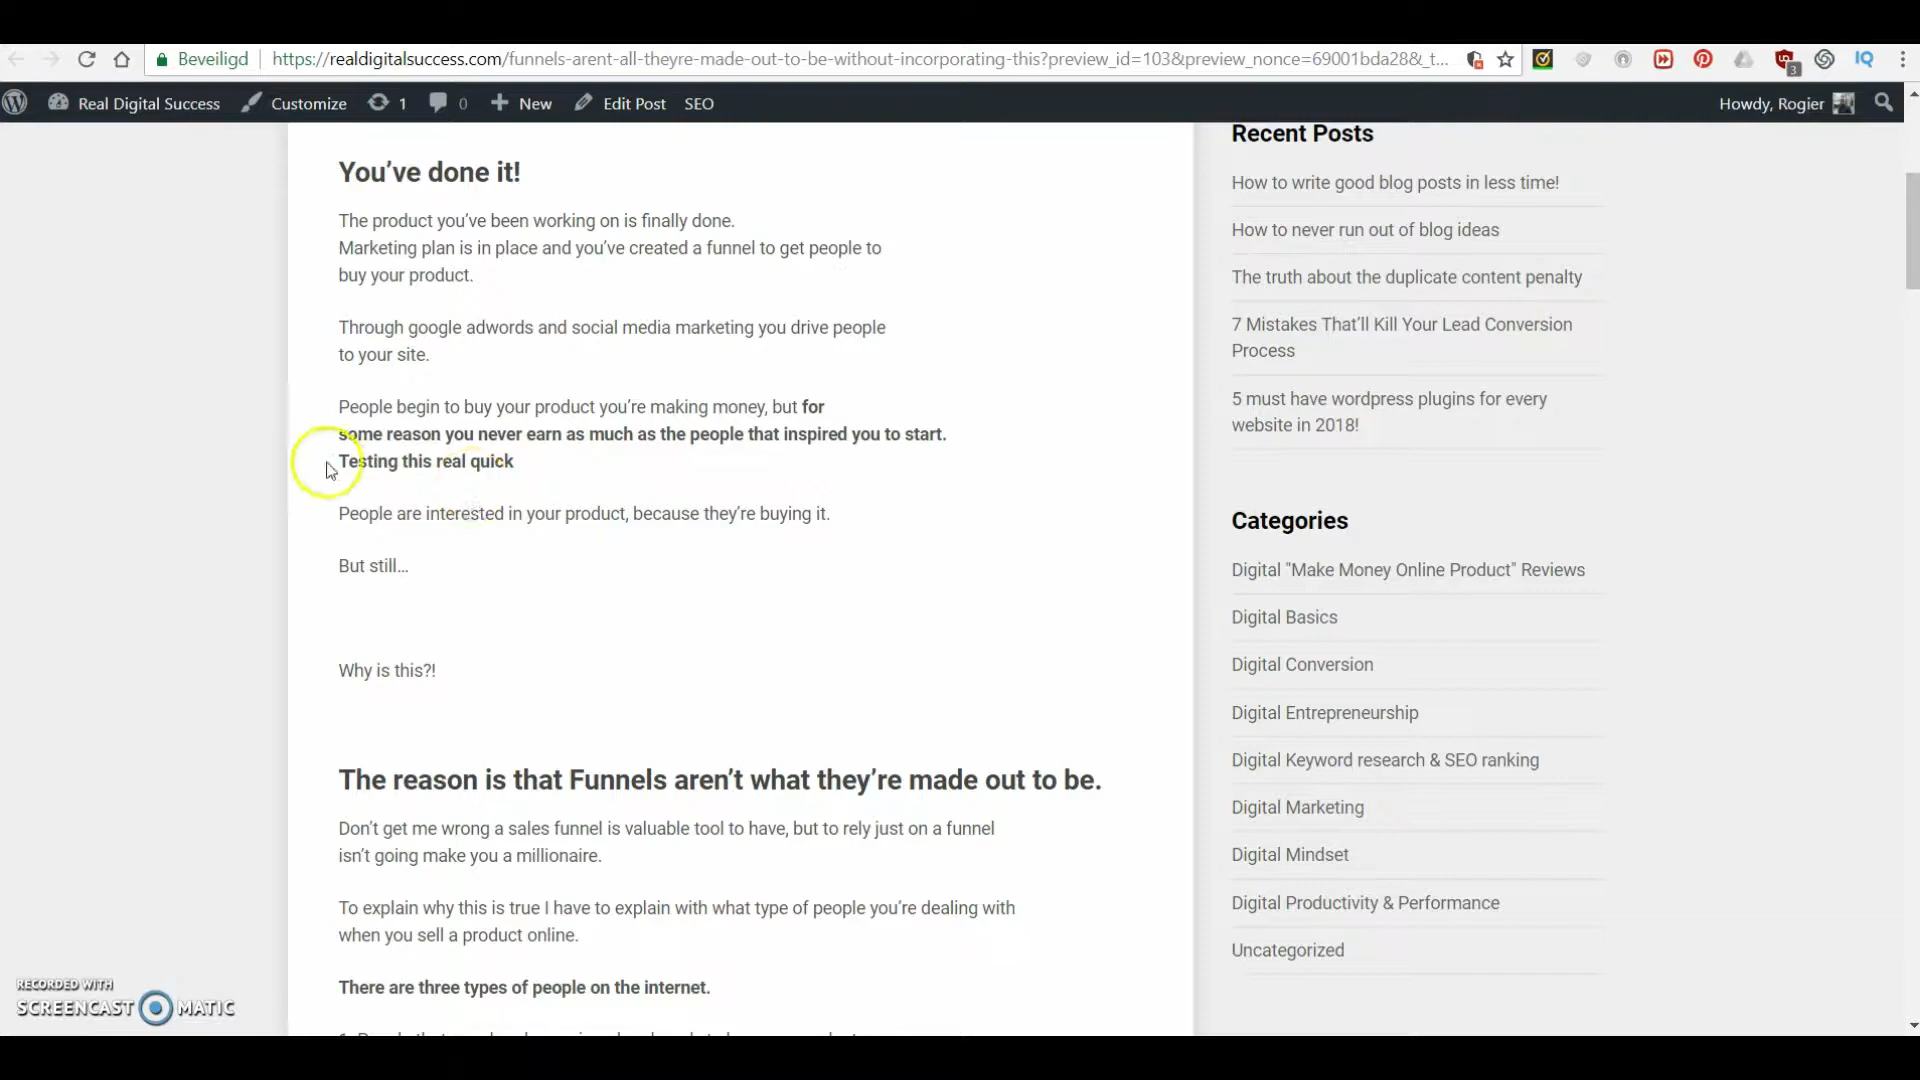 Beveiligd
https://realdigitalsuccess.com/funnels-arent-all-theyre-made-out-to-be-without-incorporating-this?preview_id=103&preview_nonce=69001bda28&_t...
3
IQ
Real Digital Success
Customize
1
0
New
Edit Post
SEO
Howdy, Rogier
You’ve done it!
The product you’ve been working on is finally done.
Marketing plan is in place and you’ve created a funnel to get people to
buy your product.
Through google adwords and social media marketing you drive people
to your site.
People begin to buy your product you’re making money, but for
some reason you never earn as much as the people that inspired you to start.
Testing this real quick
People are interested in your product, because they’re buying it.
But still…
Why is this?!
The reason is that Funnels aren’t what they’re made out to be.
Don’t get me wrong a sales funnel is valuable tool to have, but to rely just on a funnel
isn’t going make you a millionaire.
To explain why this is true I have to explain with what type of people you’re dealing with
when you sell a product online.
There are three types of people on the internet.
Recent Posts
How to write good blog posts in less time!
How to never run out of blog ideas
The truth about the duplicate content penalty
7 Mistakes That’ll Kill Your Lead Conversion
Process
5 must have wordpress plugins for every
website in 2018!
Categories
Digital "Make Money Online Product" Reviews
Digital Basics
Digital Conversion
Digital Entrepreneurship
Digital Keyword research & SEO ranking
Digital Marketing
Digital Mindset
Digital Productivity & Performance
Uncategorized
RECORDED WITH
SCREENCAST MATIC